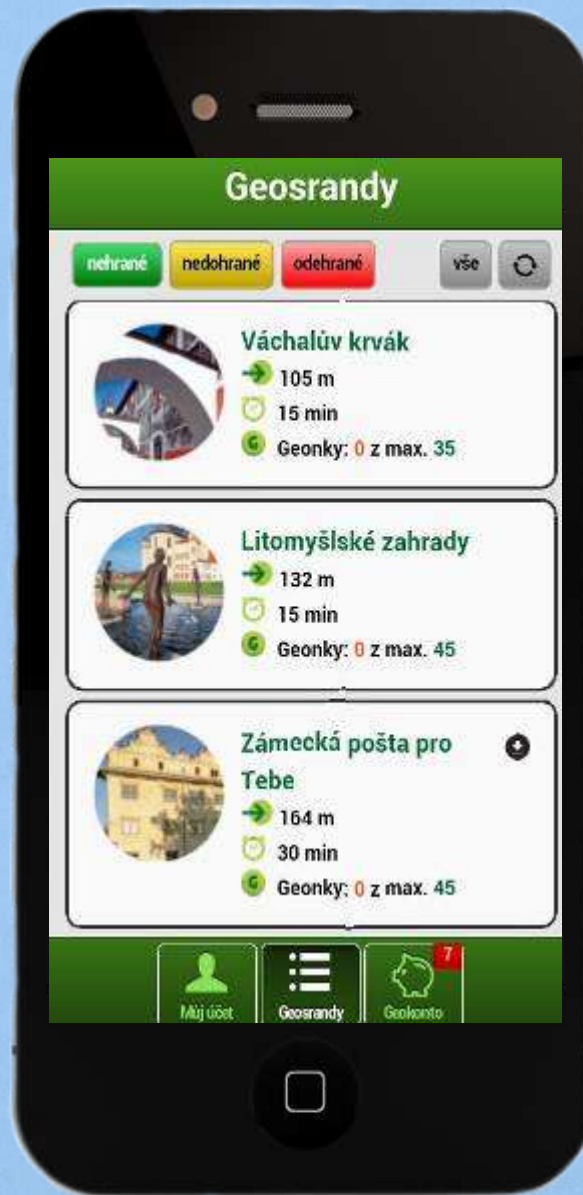 Geosrandy
nehrané nedohrané odehrané vše
Váchalův krvák
105 m
15 min
Geonky: 0 z max. 35
Litomyšlské zahrady
132 m
15 min
Geonky: 0 z max. 45
Zámecká pošta pro
Tebe
164 m
30 min
Geonky: 0 z max. 45
7
Můj účet Geosrandy Geokonto